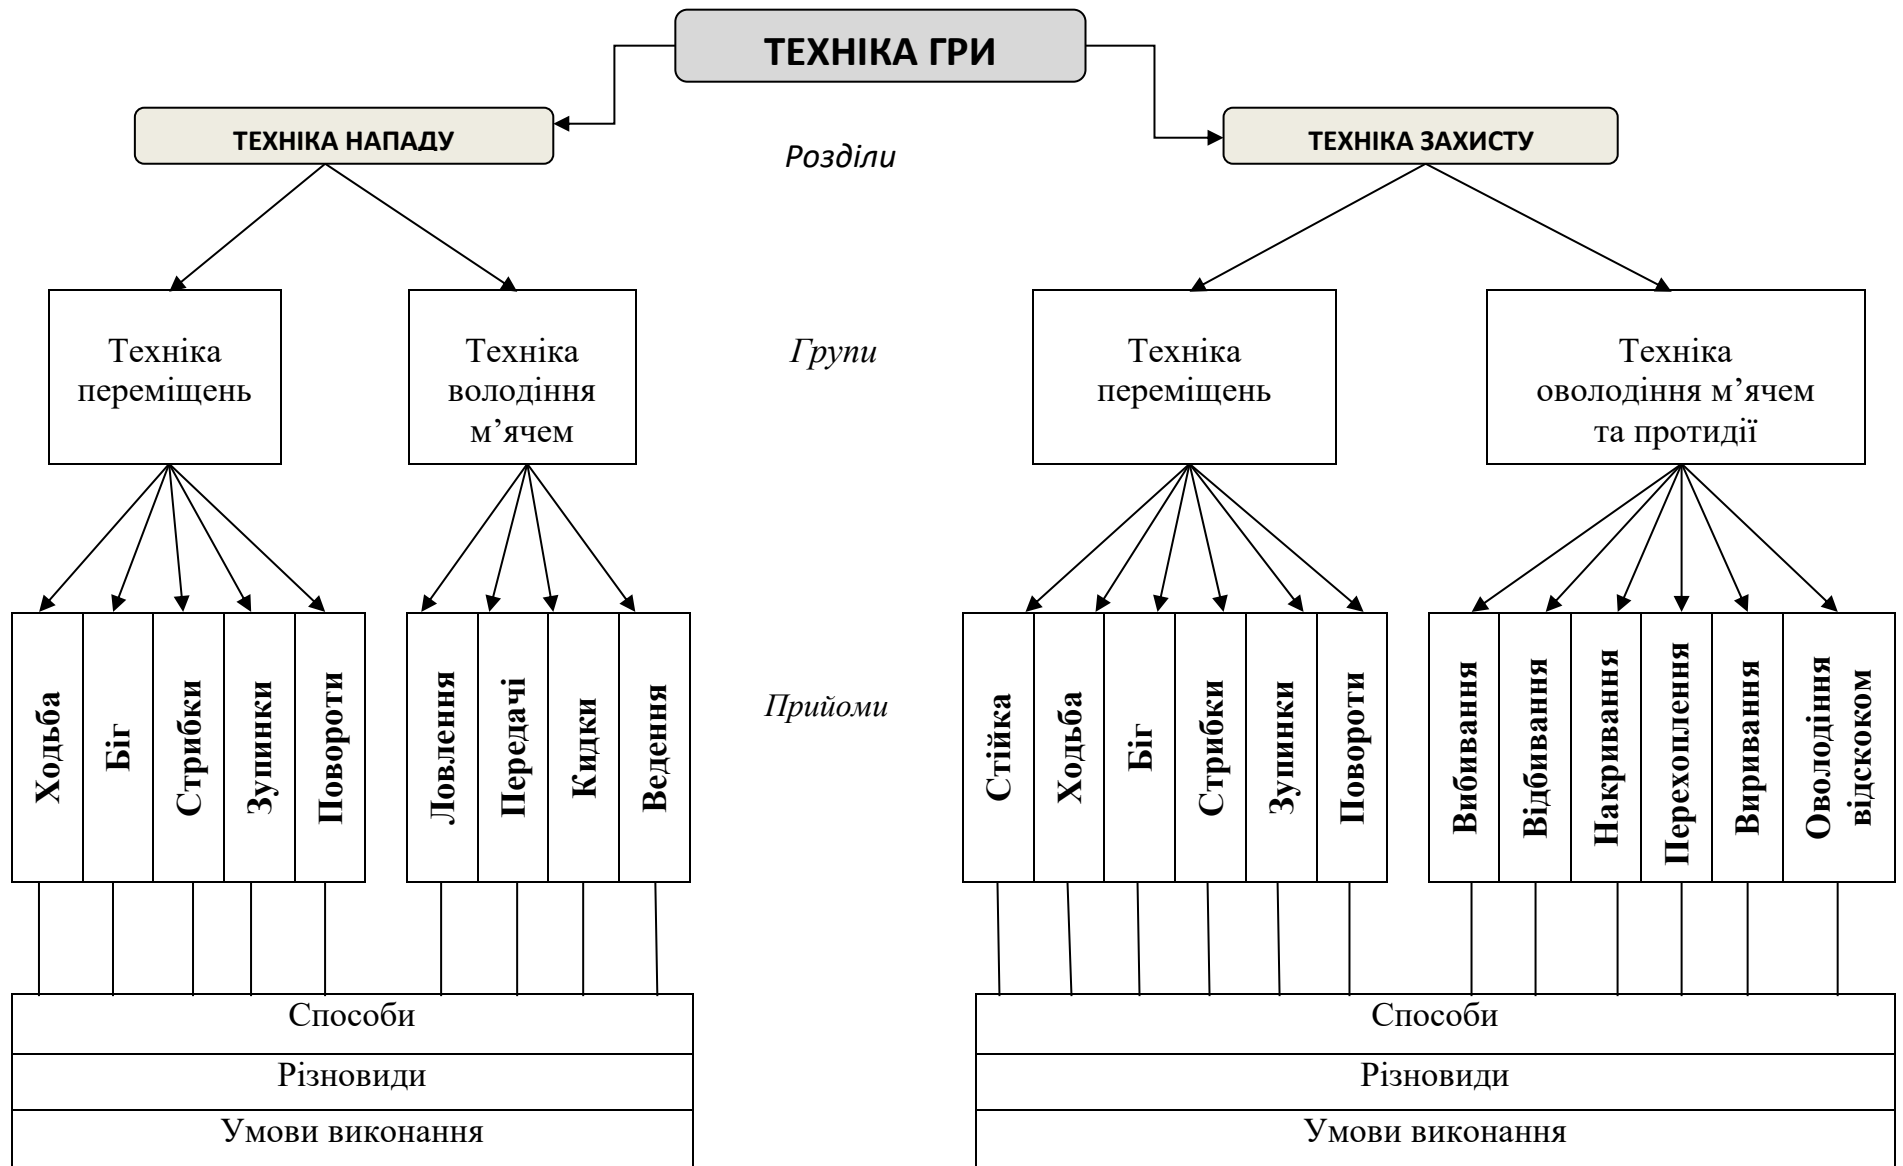 ТЕХНІКА ГРИ
ТЕХНІКА НАПАДУ
ТЕХНІКА ЗАХИСТУ
Розділи
Техніка
переміщень
Техніка
володіння
м’ячем
Групи
Техніка
переміщень
Техніка
оволодіння м’ячем
та протидії
Ходьба
Біг
Стрибки
Зупинки
Повороти
Ловлення
Передачі
Кидки
Ведення
Прийоми
Стійка
Ходьба
Біг
Стрибки
Зупинки
Повороти
Вибивання
Відбивання
Накривання
Перехоплення
Виривання
Оволодіння
відскоком
Способи
Різновиди
Умови виконання
Способи
Різновиди
Умови виконання